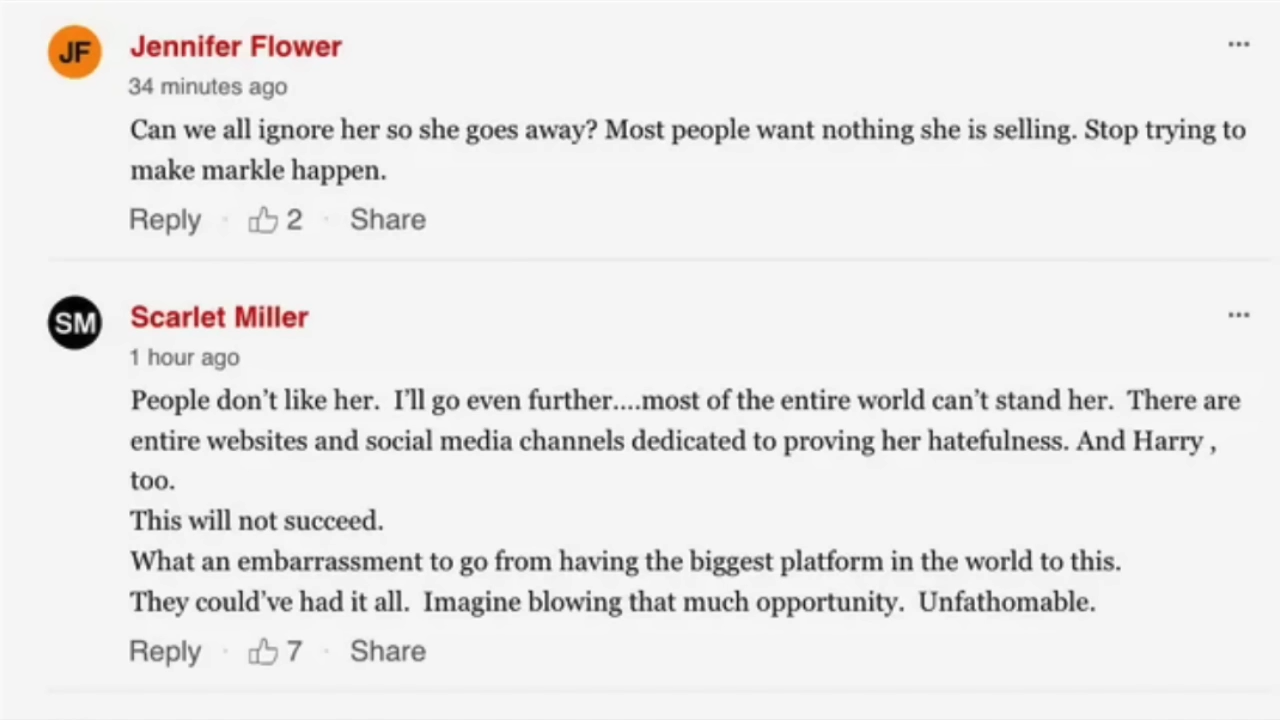 JF
Jennifer Flower
...
34 minutes ago
Can we all ignore her so she goes away? Most people want nothing she is selling. Stop trying to
make markle happen.
Reply · 2 · Share
SM
Scarlet Miller
...
1 hour ago
People don’t like her.  I’ll go even further....most of the entire world can’t stand her.  There are
entire websites and social media channels dedicated to proving her hatefulness. And Harry ,
too.
This will not succeed.
What an embarrassment to go from having the biggest platform in the world to this.
They could’ve had it all.  Imagine blowing that much opportunity.  Unfathomable.
Reply · 7 · Share